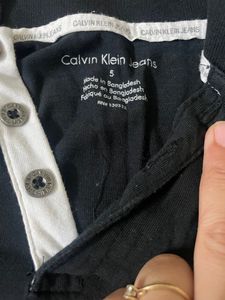 CALVIN KLEIN JEANS CALVIN KLEIN JEANS
Calvin Klein Jeans
5
Made in Bangladesh
Hecho en Bangladesh
Fabriqué au Bangladesh